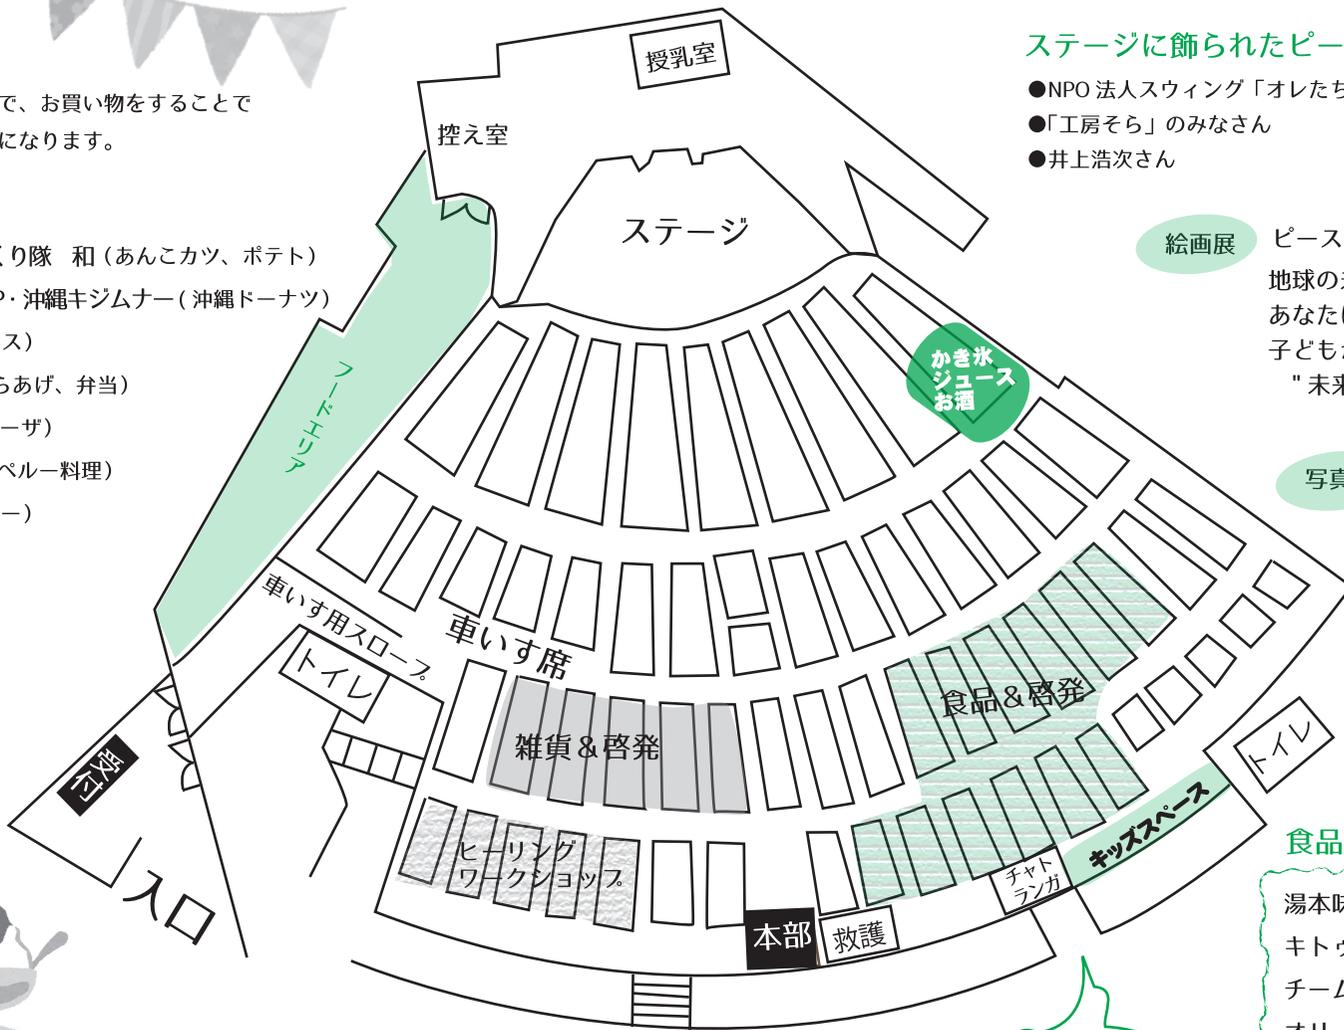 で、お買い物をすることで
になります。
くり隊　和（あんこカツ、ポテト）
P・沖縄キジムナー( 沖縄ドーナツ）
ス）
らあげ、弁当）
ーザ）
ペルー料理）
ー）
授乳室
控え室
ステージ
フードエリア
かき氷
ジュース
お酒
車いす用スロープ
トイレ
車いす席
雑貨＆啓発
食品＆啓発
ヒーリング
ワークショップ
受付
入口
本部
救護
チャト
ランガ
キッズスペース
トイレ
ステージに飾られたピー
●NPO 法人スウィング「オレたち
●「工房そら」のみなさん
●井上浩次さん
絵画展
ピース
地球の
あなた
子ども
" 未来
写真
食品
湯本味
キトゥ
チーム